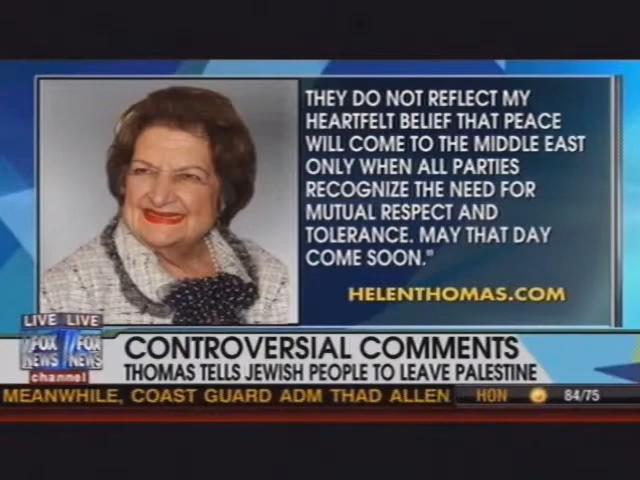 THEY DO NOT REFLECT MY
HEARTFELT BELIEF THAT PEACE
WILL COME TO THE MIDDLE EAST
ONLY WHEN ALL PARTIES
RECOGNIZE THE NEED FOR
MUTUAL RESPECT AND
TOLERANCE. MAY THAT DAY
COME SOON."
HELENTHOMAS.COM
LIVE LIVE
FOX FOX
NEWS NEWS
channel
CONTROVERSIAL COMMENTS
THOMAS TELLS JEWISH PEOPLE TO LEAVE PALESTINE
MEANWHILE, COAST GUARD ADM THAD ALLEN
HON 84/75